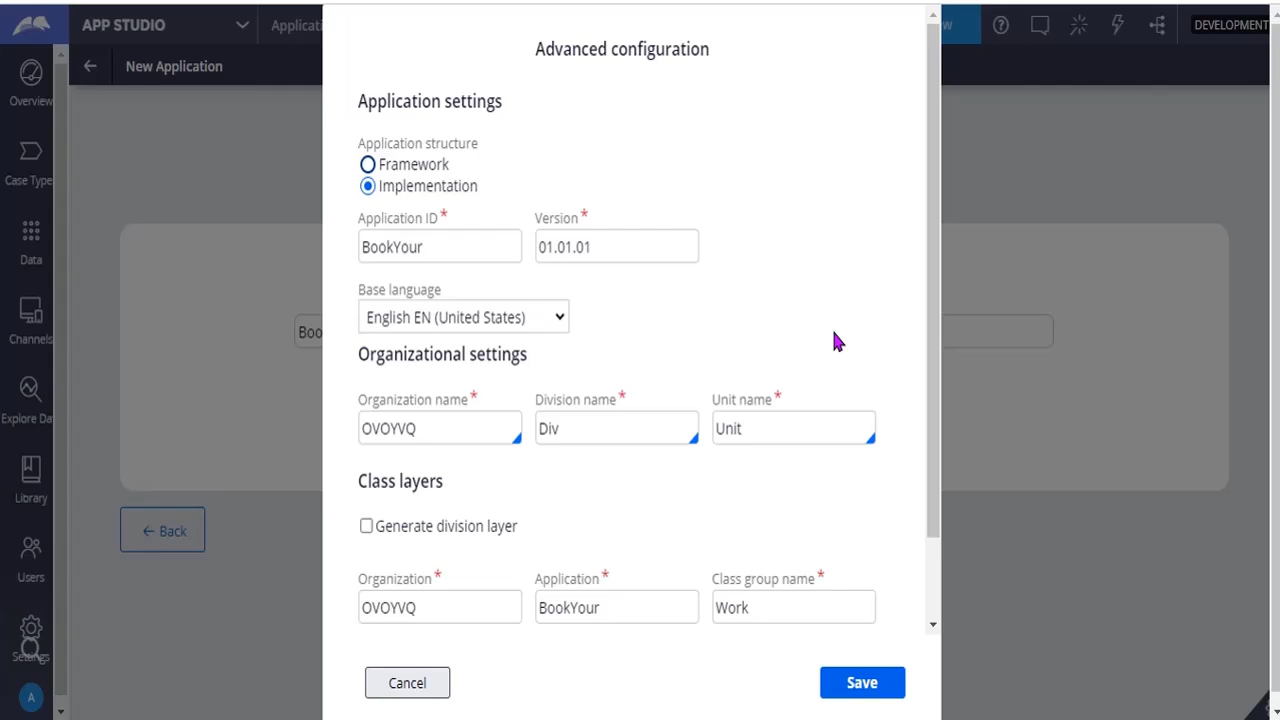 APP STUDIO
Applicati
DEVELOPMENT
New Application
Overview
Case Type
Data
Channels
Explore Da
Library
Users
Settings
A
Boo
← Back
Advanced configuration
Application settings
Application structure
Framework
Implementation
Application ID * Version *
BookYour 01.01.01
Base language
English EN (United States)
Organizational settings
Organization name * Division name * Unit name *
OVOYVQ Div Unit
Class layers
Generate division layer
Organization * Application * Class group name *
OVOYVQ BookYour Work
Cancel Save